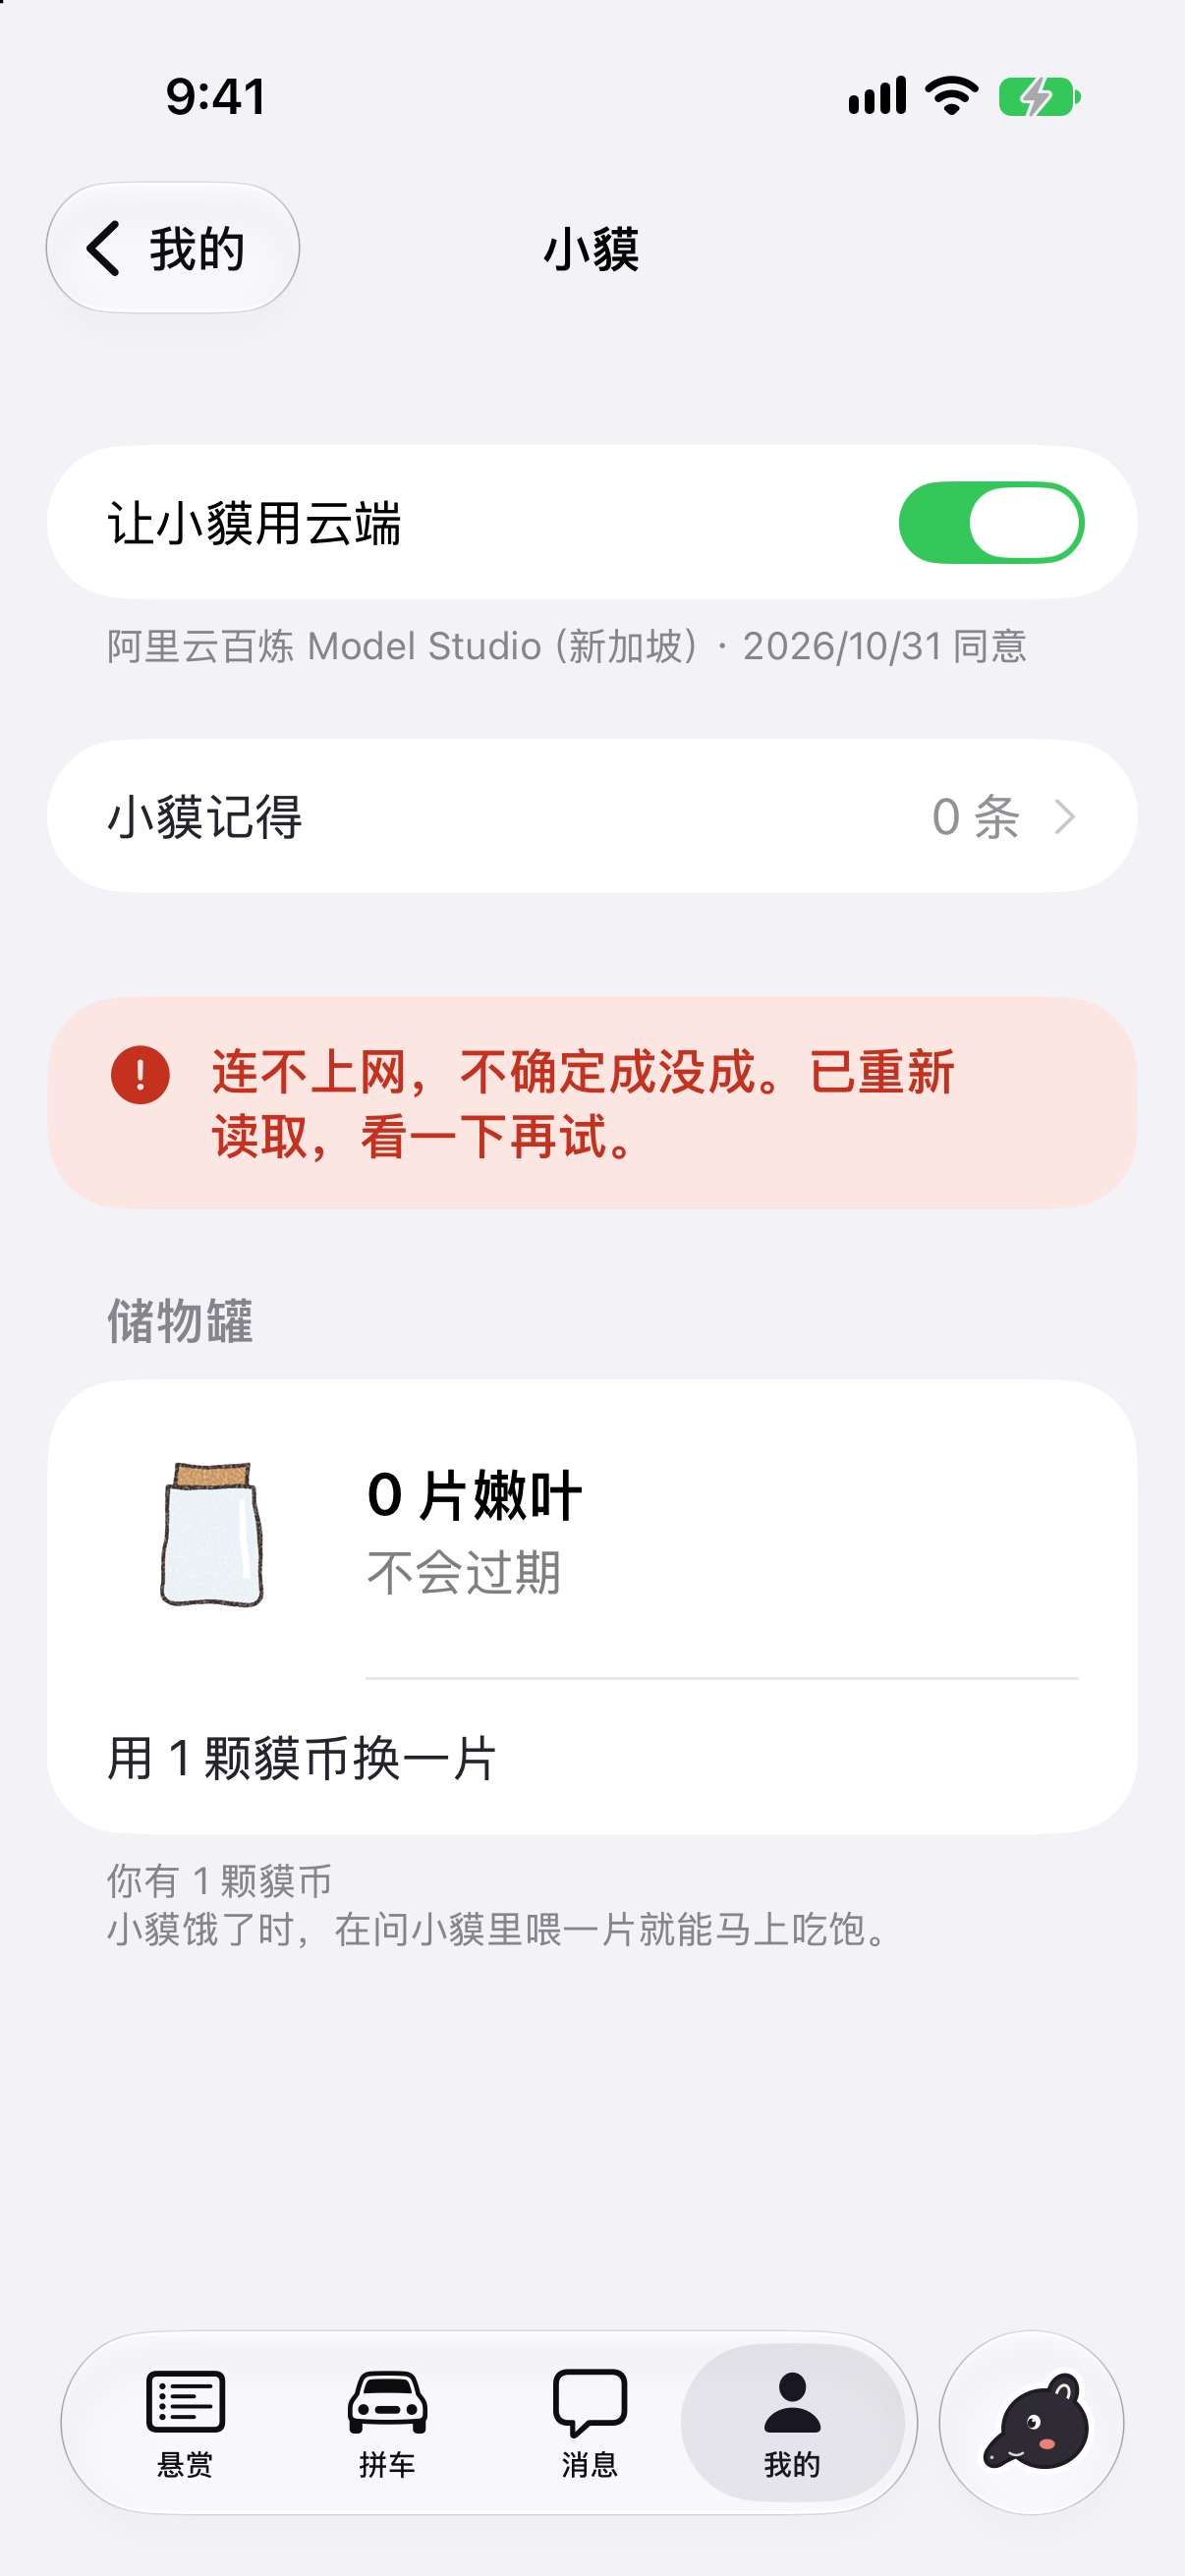 9:41
我的
小貘
让小貘用云端
阿里云百炼 Model Studio（新加坡）· 2026/10/31 同意
小貘记得
0 条
连不上网，不确定成没成。已重新
读取，看一下再试。
储物罐
0 片嫩叶
不会过期
用 1 颗貘币换一片
你有 1 颗貘币
小貘饿了时，在问小貘里喂一片就能马上吃饱。
悬赏
拼车
消息
我的